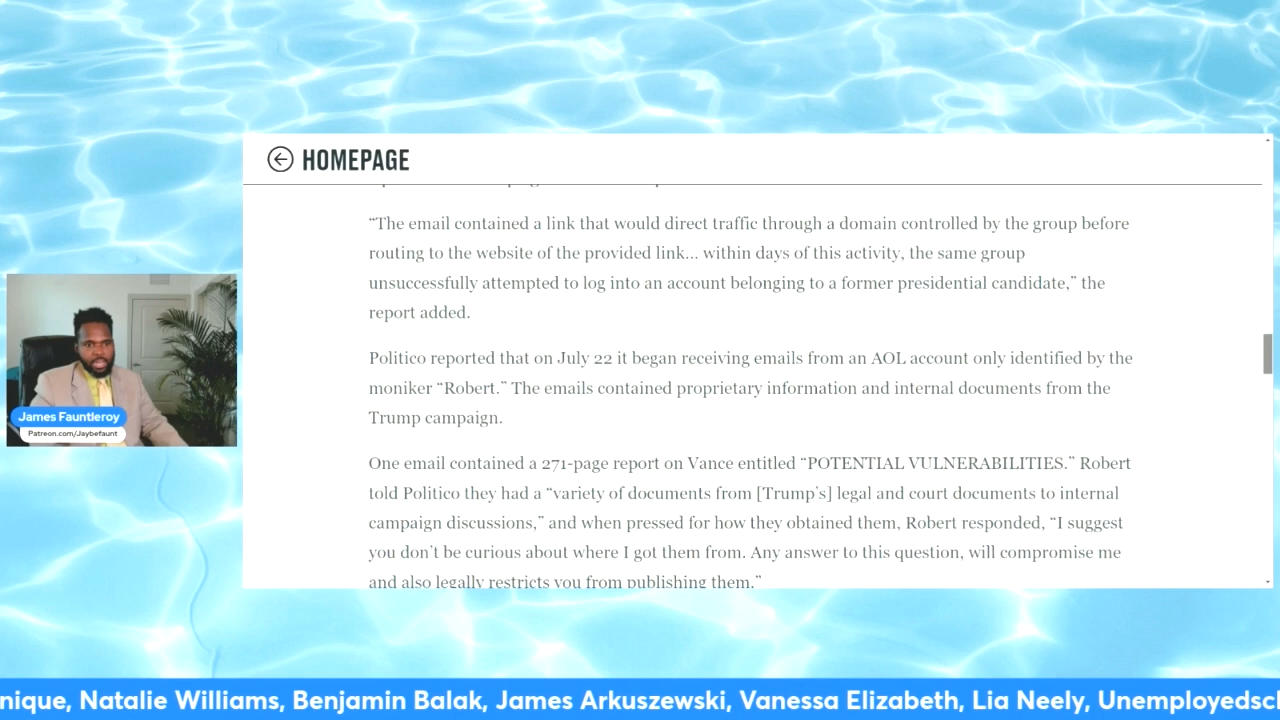 HOMEPAGE
“The email contained a link that would direct traffic through a domain controlled by the group before
routing to the website of the provided link... within days of this activity, the same group
unsuccessfully attempted to log into an account belonging to a former presidential candidate,” the
report added.
Politico reported that on July 22 it began receiving emails from an AOL account only identified by the
moniker “Robert.” The emails contained proprietary information and internal documents from the
Trump campaign.
One email contained a 271-page report on Vance entitled “POTENTIAL VULNERABILITIES.” Robert
told Politico they had a “variety of documents from [Trump’s] legal and court documents to internal
campaign discussions,” and when pressed for how they obtained them, Robert responded, “I suggest
you don’t be curious about where I got them from. Any answer to this question, will compromise me
and also legally restricts you from publishing them.”
James Fauntleroy
Patreon.com/Jaybefaunt
nique, Natalie Williams, Benjamin Balak, James Arkuszewski, Vanessa Elizabeth, Lia Neely, Unemployedsc